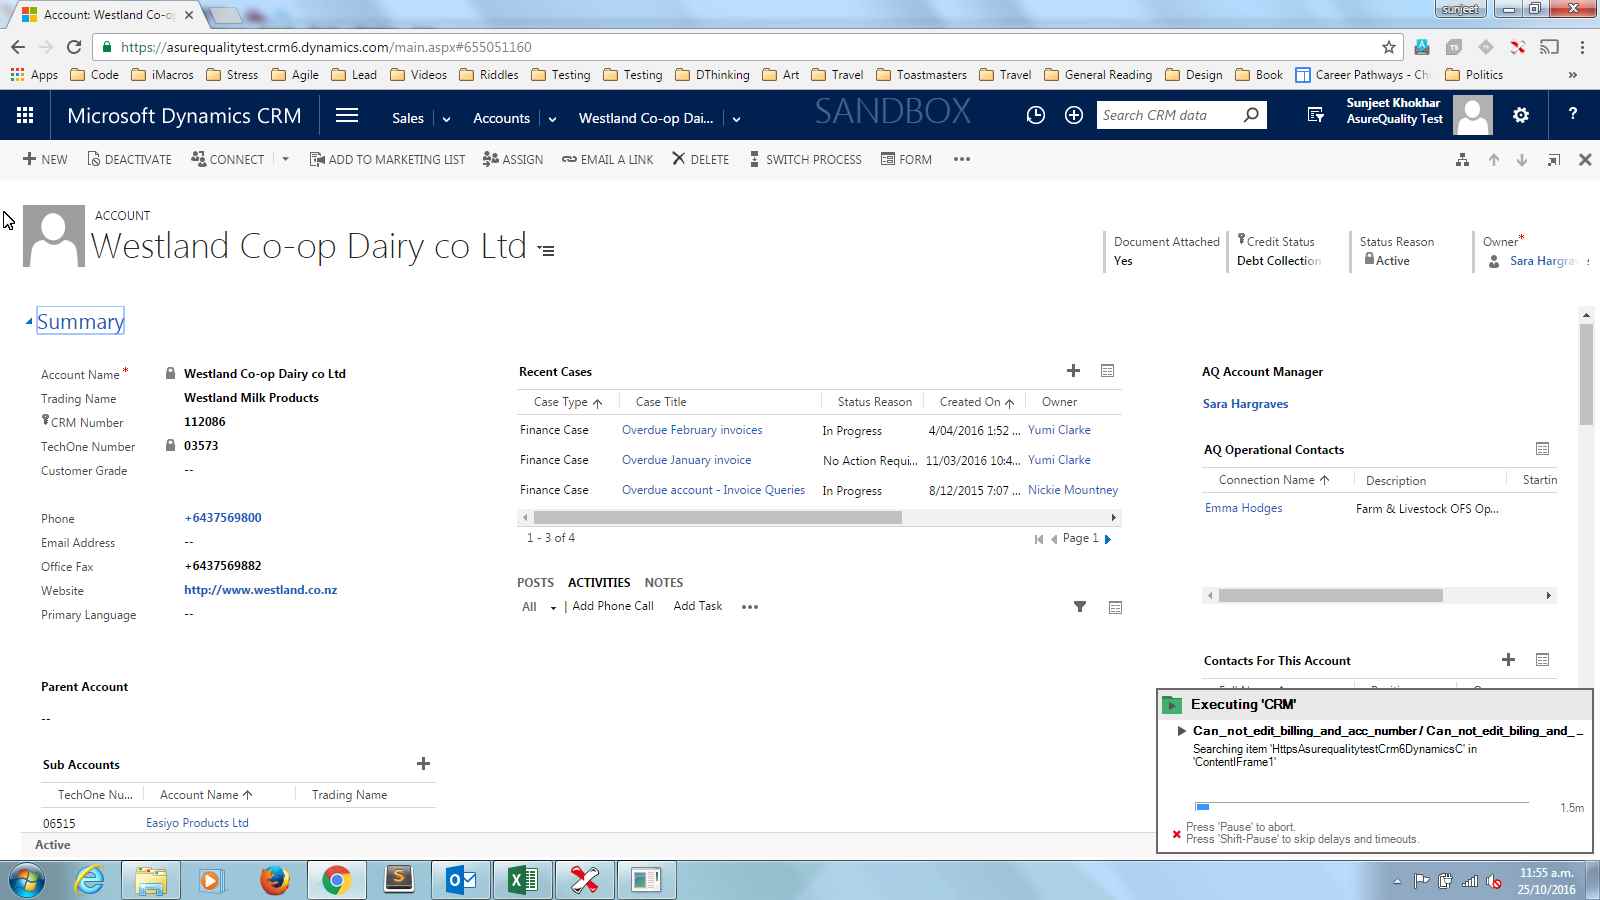 Account: Westland Co-o
sunjeet
https://asurequalitytest.crm6.dynamics.com/main.aspx#655051160
Apps Code iMacros Stress Agile Lead Videos Riddles Testing Testing DThinking Art Travel Toastmasters Travel General Reading Design Book Career Pathways - Ch Politics »
Microsoft Dynamics CRM Sales Accounts Westland Co-op Dai... SANDBOX Search CRM data Sunjeet Khokhar
AsureQuality Test ?
NEW DEACTIVATE CONNECT ADD TO MARKETING LIST ASSIGN EMAIL A LINK DELETE SWITCH PROCESS FORM •••
ACCOUNT
Westland Co-op Dairy co Ltd
Document Attached Credit Status Status Reason Owner*
Yes Debt Collection Active Sara Hargra
Summary
Account Name* Westland Co-op Dairy co Ltd
Trading Name Westland Milk Products
CRM Number 112086
TechOne Number 03573
Customer Grade --
Phone +6437569800
Email Address --
Office Fax +6437569882
Website http://www.westland.co.nz
Primary Language --
Parent Account
--
Sub Accounts
TechOne Nu... Account Name Trading Name
06515 Easiyo Products Ltd
Active
Recent Cases
Case Type Case Title Status Reason Created On Owner
Finance Case Overdue February invoices In Progress 4/04/2016 1:52 ... Yumi Clarke
Finance Case Overdue January invoice No Action Requi... 11/03/2016 10:4... Yumi Clarke
Finance Case Overdue account - Invoice Queries In Progress 8/12/2015 7:07 ... Nickie Mountney
1 - 3 of 4 Page 1
POSTS ACTIVITIES NOTES
All | Add Phone Call Add Task •••
AQ Account Manager
Sara Hargraves
AQ Operational Contacts
Connection Name Description Startin
Emma Hodges Farm & Livestock OFS Op...
Contacts For This Account
Executing 'CRM'
Can_not_edit_billing_and_acc_number / Can_not_edit_biling_and_ ...
Searching item 'HttpsAsurequalitytestCrm6DynamicsC' in
'ContentIFrame1'
1.5m
Press 'Pause' to abort.
Press 'Shift-Pause' to skip delays and timeouts.
11:55 a.m.
25/10/2016